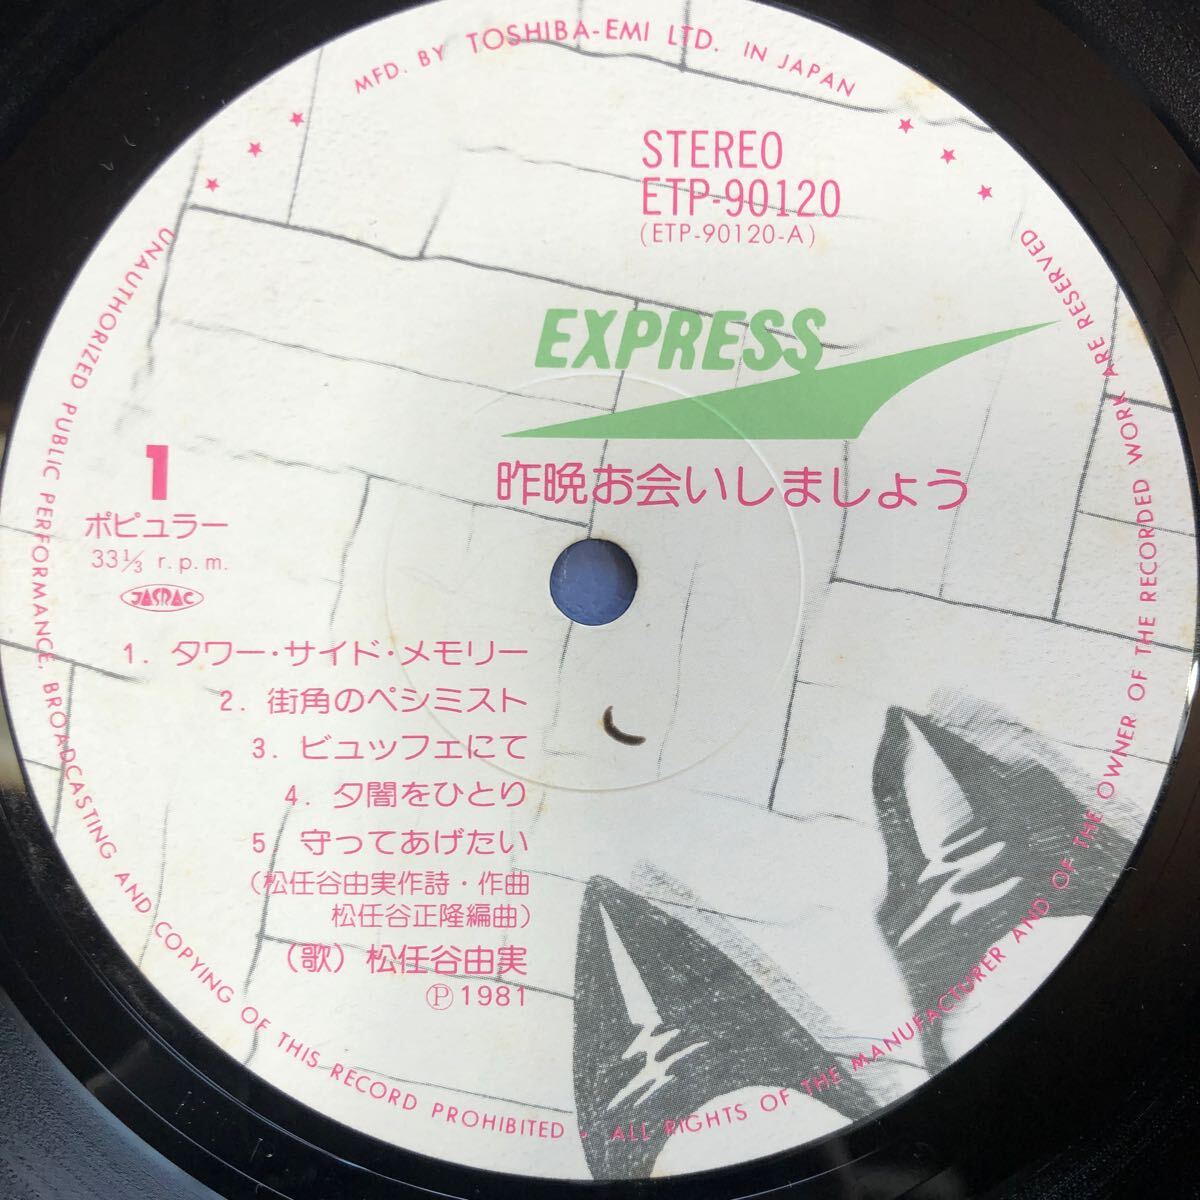 MFD. BY TOSHIBA-EMI LTD. IN JAPAN
STEREO
ETP-90120
(ETP-90120-A)
EXPRESS
昨晩お会いしましょう
1
ポピュラー
33⅓ r.p.m.
JASRAC
1. タワー・サイド・メモリー
2. 街角のペシミスト
3. ビュッフェにて
4. 夕闇をひとり
5. 守ってあげたい
(松任谷由実作詩・作曲
松任谷正隆編曲)
(歌) 松任谷由実
Ⓟ1981
UNAUTHORIZED PUBLIC PERFORMANCE, BROADCASTING AND COPYING OF THIS RECORD PROHIBITED - ALL RIGHTS OF THE MANUFACTURER AND OF THE OWNER OF THE RECORDED WORK ARE RESERVED